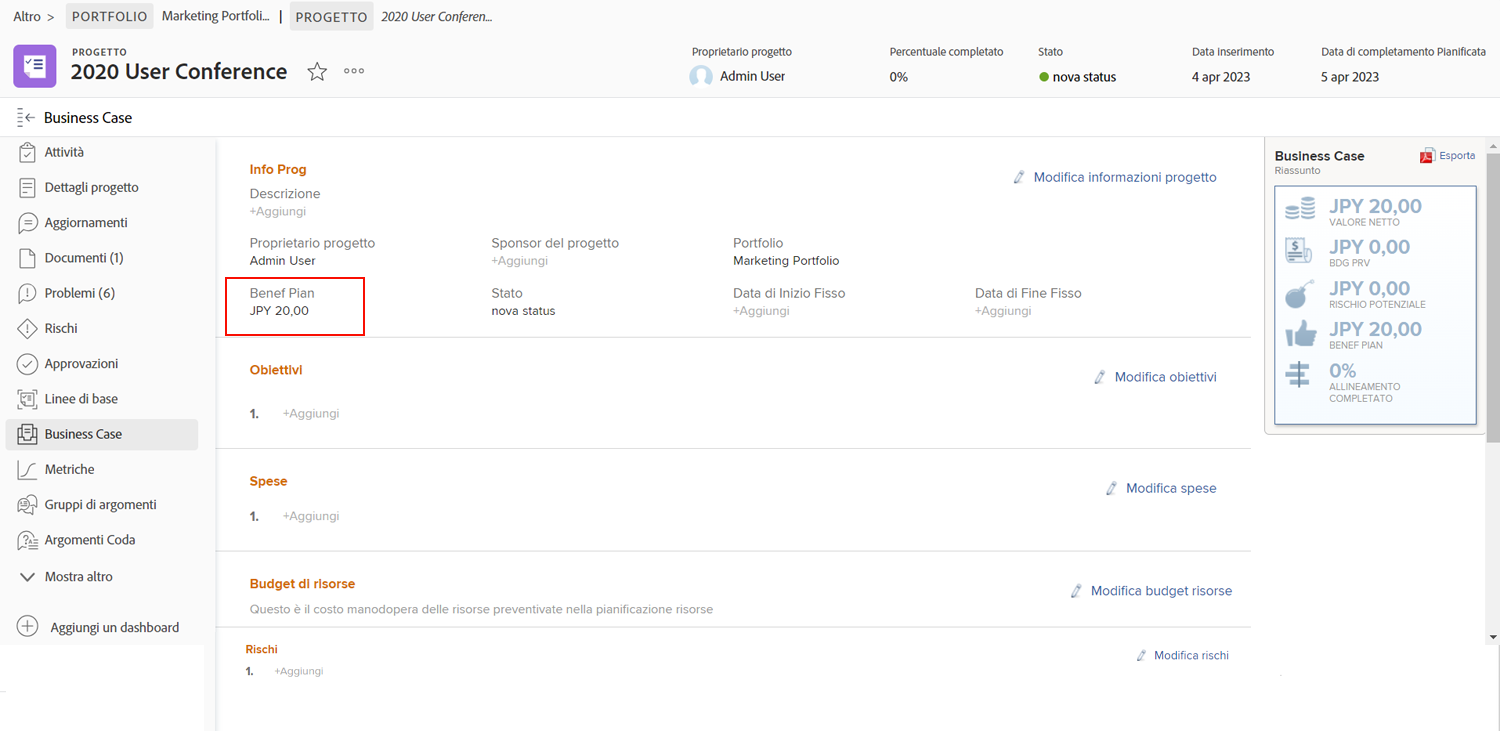 Altro > PORTFOLIO Marketing Portfoli... | PROGETTO 2020 User Conferen...
PROGETTO
2020 User Conference
Proprietario progetto
Admin User
Percentuale completato
0%
Stato
nova status
Data inserimento
4 apr 2023
Data di completamento Pianificata
5 apr 2023
Business Case
Attività
Dettagli progetto
Aggiornamenti
Documenti (1)
Problemi (6)
Rischi
Approvazioni
Linee di base
Business Case
Metriche
Gruppi di argomenti
Argomenti Coda
Mostra altro
Aggiungi un dashboard
Info Prog
Modifica informazioni progetto
Descrizione
+Aggiungi
Proprietario progetto
Admin User
Sponsor del progetto
+Aggiungi
Portfolio
Marketing Portfolio
Benef Pian
JPY 20,00
Stato
nova status
Data di Inizio Fisso
+Aggiungi
Data di Fine Fisso
+Aggiungi
Obiettivi
Modifica obiettivi
1. +Aggiungi
Spese
Modifica spese
1. +Aggiungi
Budget di risorse
Modifica budget risorse
Questo è il costo manodopera delle risorse preventivate nella pianificazione risorse
Rischi
Modifica rischi
1. +Aggiungi
Business Case
Esporta
Riassunto
JPY 20,00
VALORE NETTO
JPY 0,00
BDG PRV
JPY 0,00
RISCHIO POTENZIALE
JPY 20,00
BENEF PIAN
0%
ALLINEAMENTO
COMPLETATO